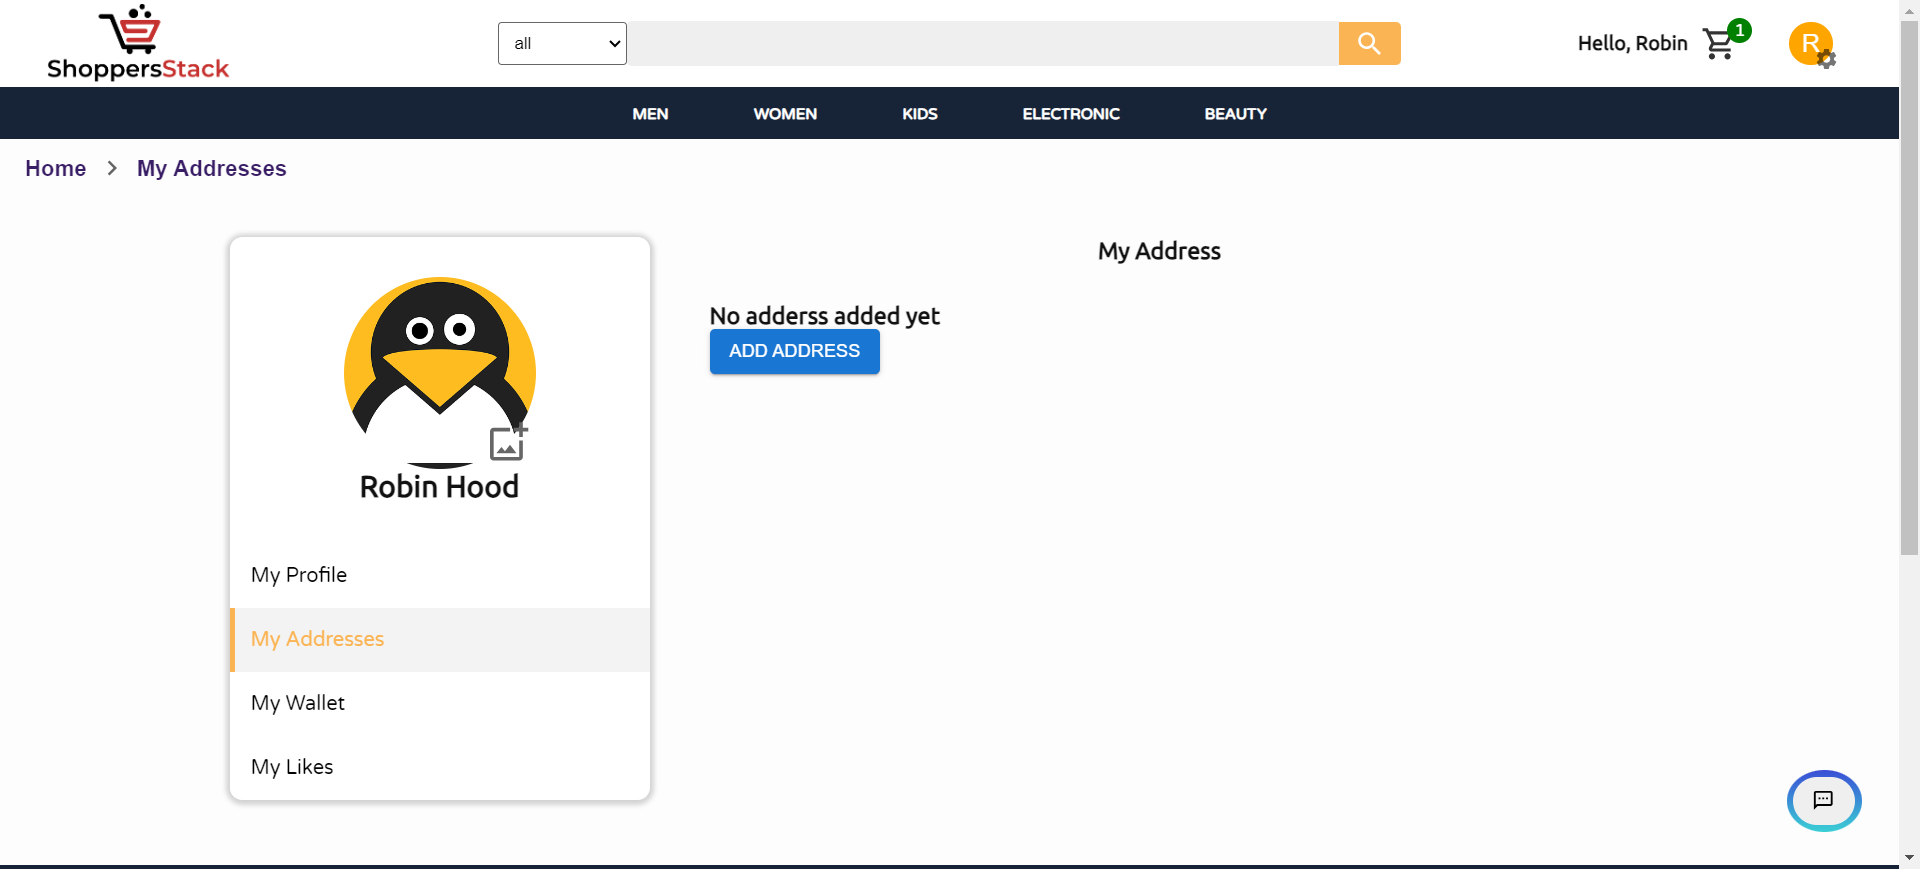 ShoppersStack
all
Hello, Robin
1
R
MEN WOMEN KIDS ELECTRONIC BEAUTY
Home > My Addresses
My Address
No adderss added yet
ADD ADDRESS
Robin Hood
My Profile
My Addresses
My Wallet
My Likes